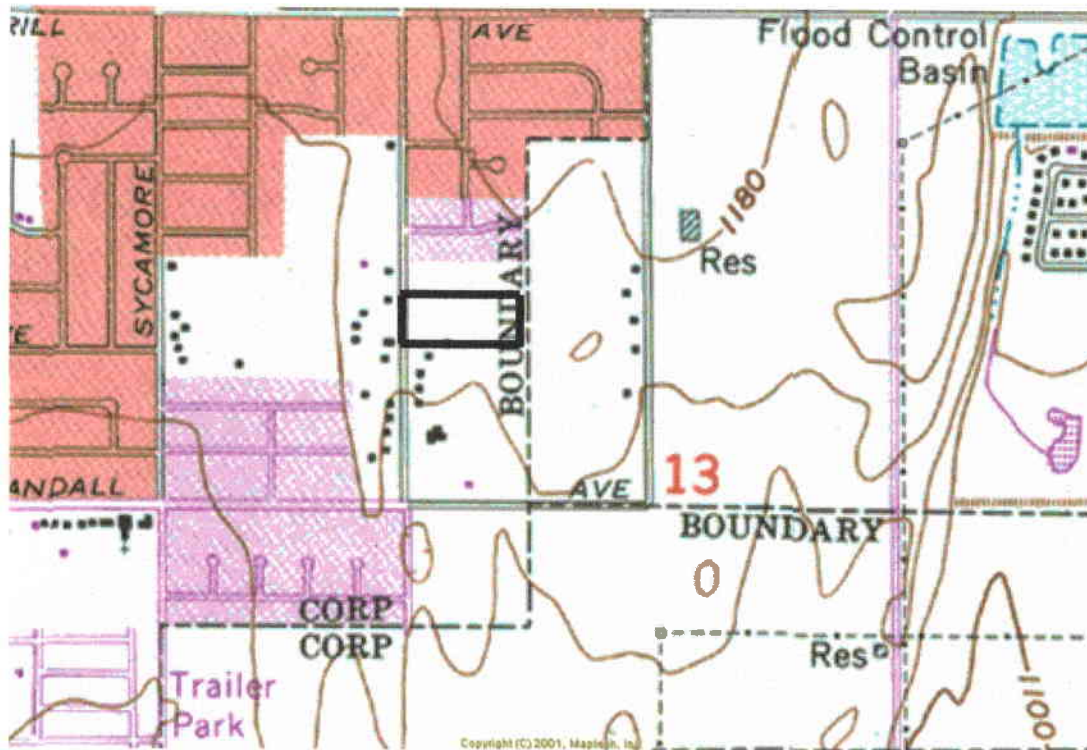 RILL
AVE
Flood Control
Basin
SYCAMORE
BOUNDARY
1180
Res
E
ANDALL
AVE
13
BOUNDARY
CORP
CORP
Res
Trailer
Park
1100
Copyright (C) 2001, Maptech, Inc.